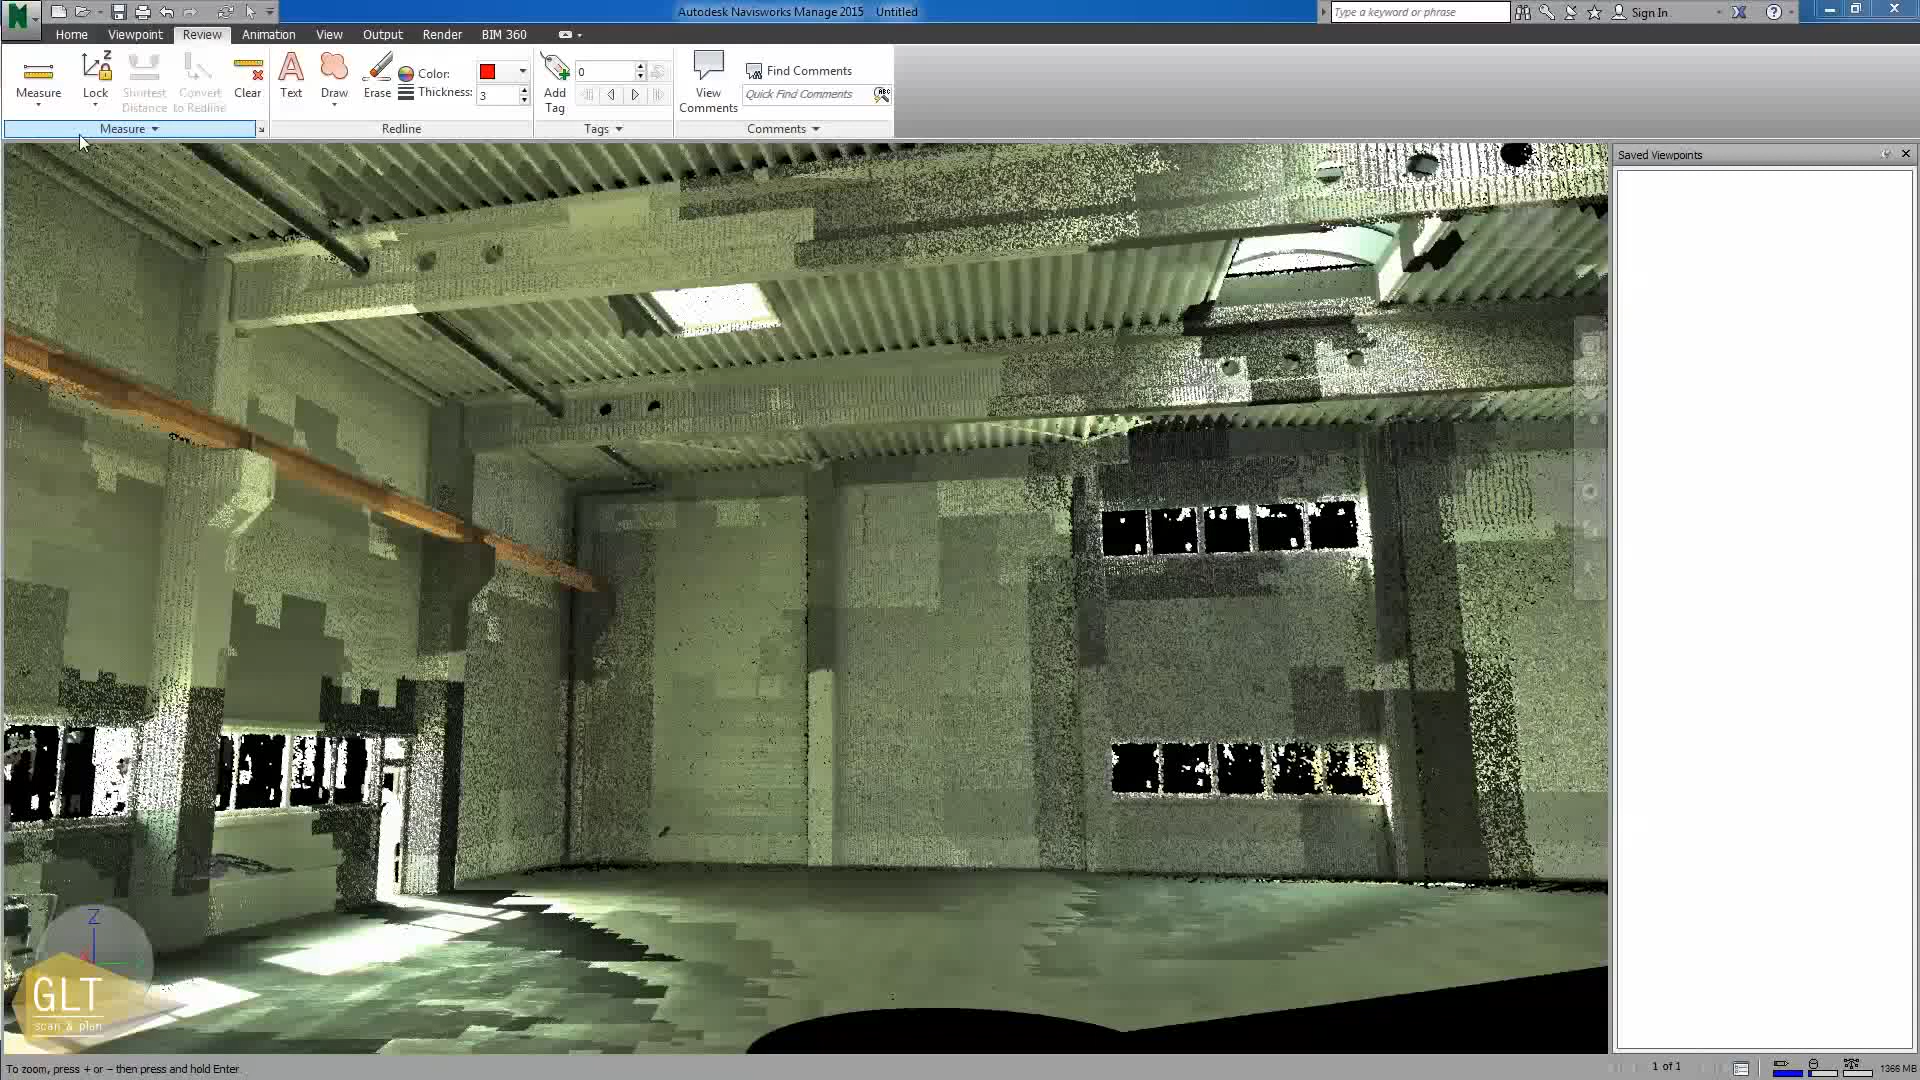 Autodesk Navisworks Manage 2015 Untitled
Type a keyword or phrase
Sign In
Home Viewpoint Review Animation View Output Render BIM 360
Measure
Lock
Shortest
Distance
Convert
to Redline
Clear
Measure
Text
Draw
Erase
Color:
Thickness:
3
Redline
Add
Tag
0
Tags
View
Comments
Find Comments
Quick Find Comments
Comments
Saved Viewpoints
Z
GLT
scan & plan
To zoom, press + or – then press and hold Enter.
1 of 1
1366 MB